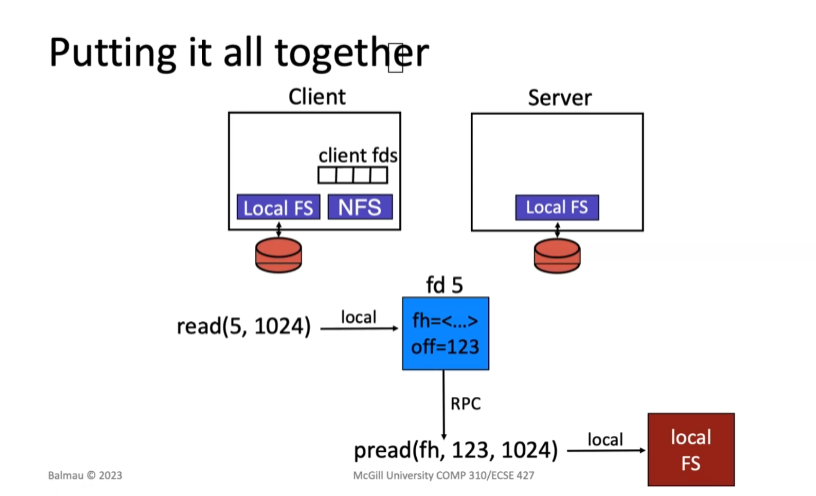 Putting it all together
Client
Server
client fds
Local FS
NFS
Local FS
fd 5
read(5, 1024)
local
fh=<...>
off=123
RPC
pread(fh, 123, 1024)
local
local
FS
Balmau © 2023
McGill University COMP 310/ECSE 427